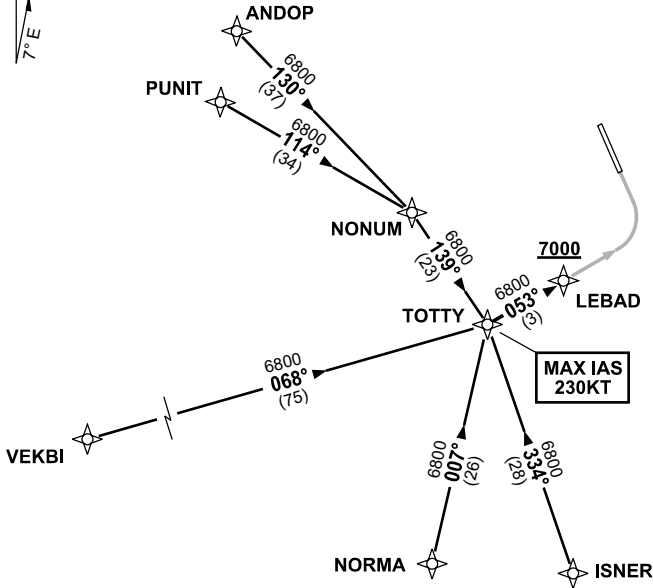 7° E
ANDOP
6800
130°
(37)
PUNIT
6800
114°
(34)
NONUM
6800
139°
(23)
7000
LEBAD
6800
053°
(3)
TOTTY
MAX IAS
230KT
6800
068°
(75)
VEKBI
6800
007°
(26)
6800
334°
(28)
NORMA
ISNER